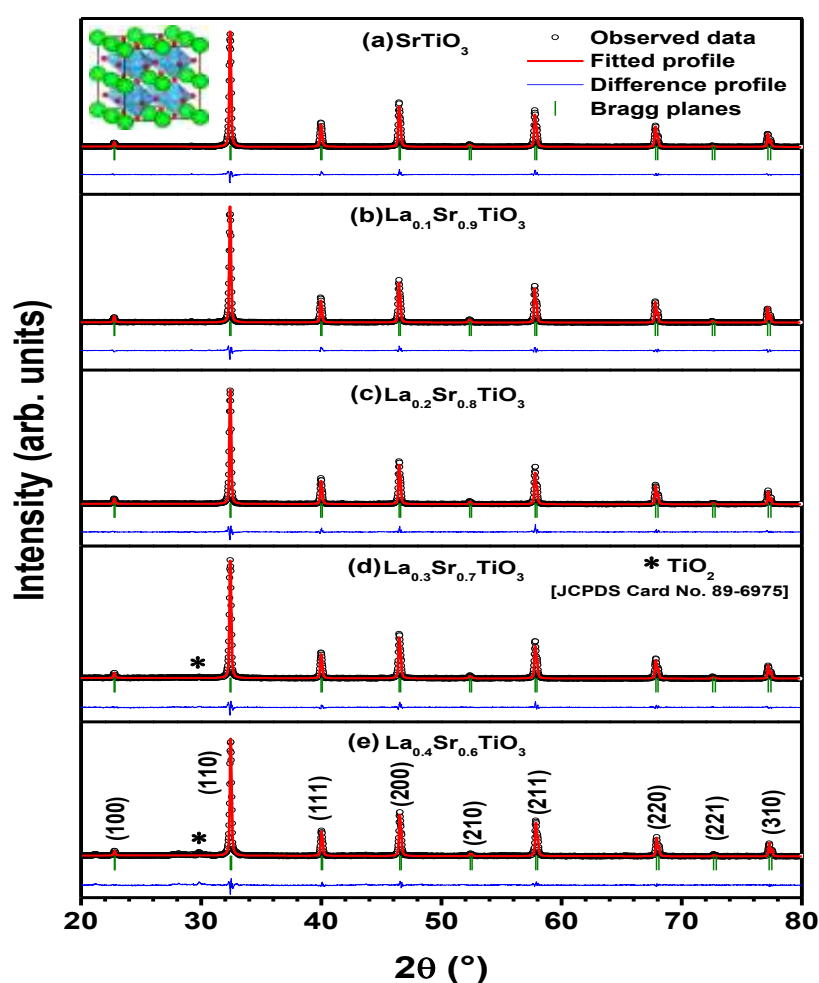 (a)SrTiO3
Observed data
Fitted profile
Difference profile
Bragg planes
(b)La0.1Sr0.9TiO3
(c)La0.2Sr0.8TiO3
(d)La0.3Sr0.7TiO3
* TiO2
[JCPDS Card No. 89-6975]
*
(e) La0.4Sr0.6TiO3
(100)
*
(110)
(111)
(200)
(210)
(211)
(220)
(221)
(310)
20 30 40 50 60 70 80
2θ (°)
Intensity (arb. units)